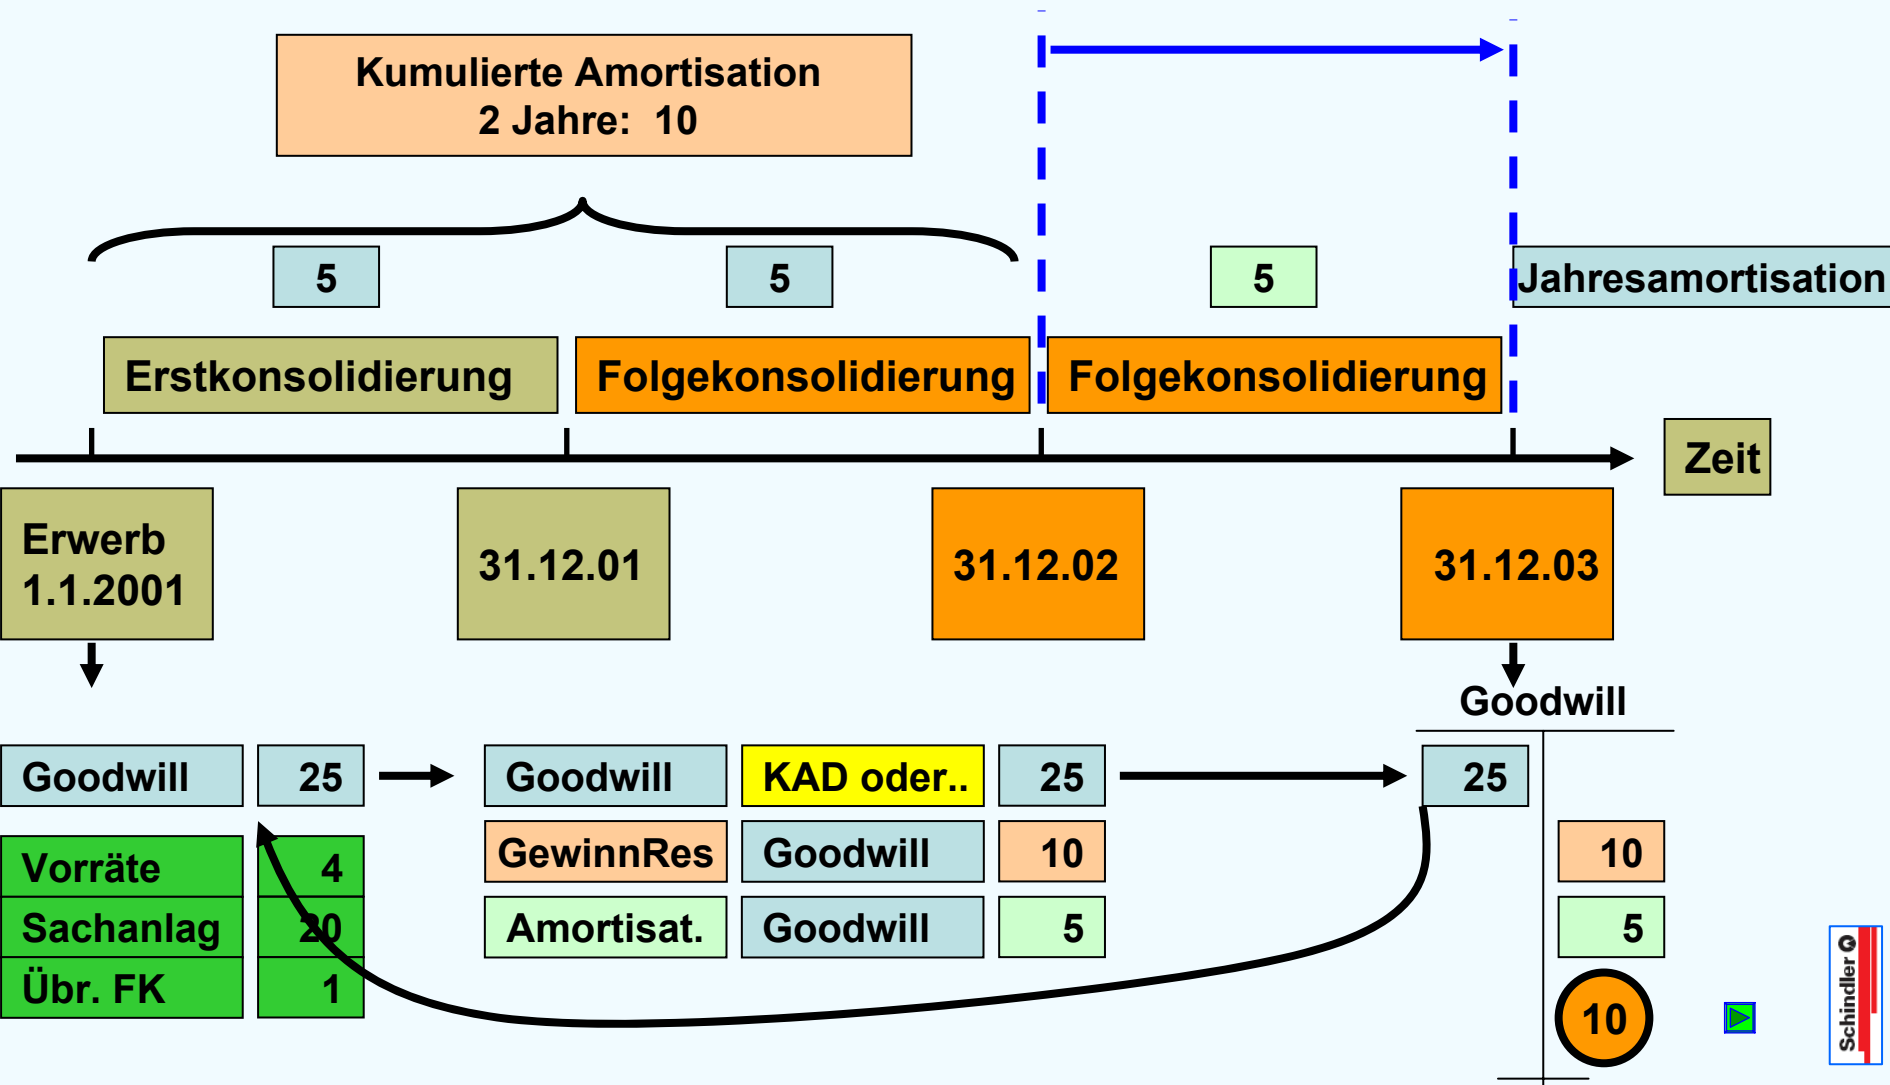 Kumulierte Amortisation
2 Jahre: 10
5
5
5
Jahresamortisation
Erstkonsolidierung
Folgekonsolidierung
Folgekonsolidierung
Zeit
Erwerb
1.1.2001
31.12.01
31.12.02
31.12.03
Goodwill
Goodwill 25
Goodwill KAD oder.. 25
25
Vorräte 4
Sachanlag 20
Übr. FK 1
GewinnRes Goodwill 10
10
Amortisat. Goodwill 5
5
10
Schindler